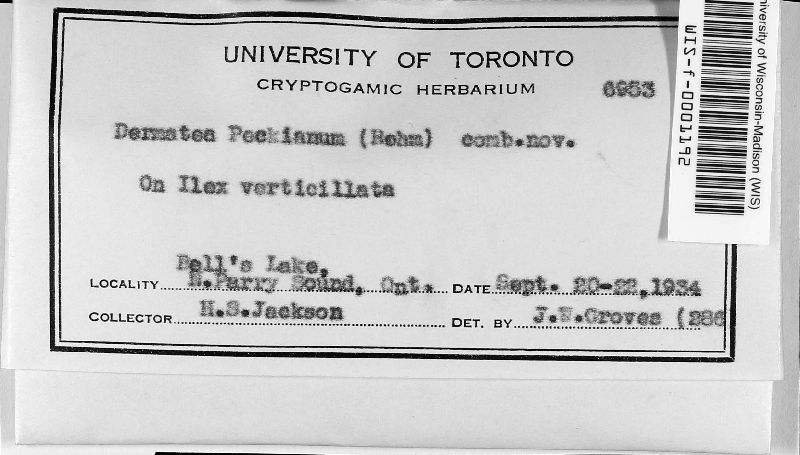 UNIVERSITY OF TORONTO
CRYPTOGAMIC HERBARIUM 6953
Dermatea Peckianum (Rehm) comb.nov.
On Ilex verticillata
Bell's Lake,
LOCALITY N.Parry Sound, Ont. DATE Sept. 20-22,1934
COLLECTOR H.S.Jackson DET. BY J.W.Groves (286
University of Wisconsin-Madison (WIS)
WIS-f-0001192